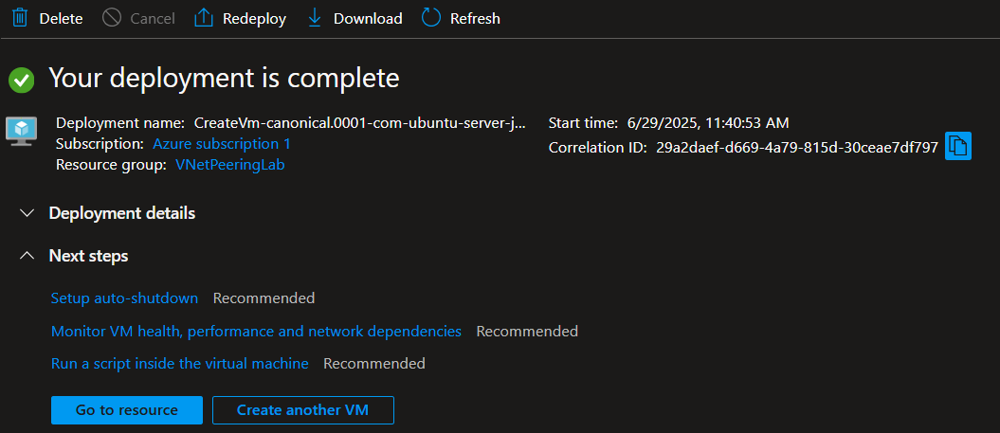 Delete Cancel Redeploy Download Refresh
Your deployment is complete
Deployment name: CreateVm-canonical.0001-com-ubuntu-server-j... Start time: 6/29/2025, 11:40:53 AM
Subscription: Azure subscription 1 Correlation ID: 29a2daef-d669-4a79-815d-30ceae7df797
Resource group: VNetPeeringLab
Deployment details
Next steps
Setup auto-shutdown Recommended
Monitor VM health, performance and network dependencies Recommended
Run a script inside the virtual machine Recommended
Go to resource Create another VM